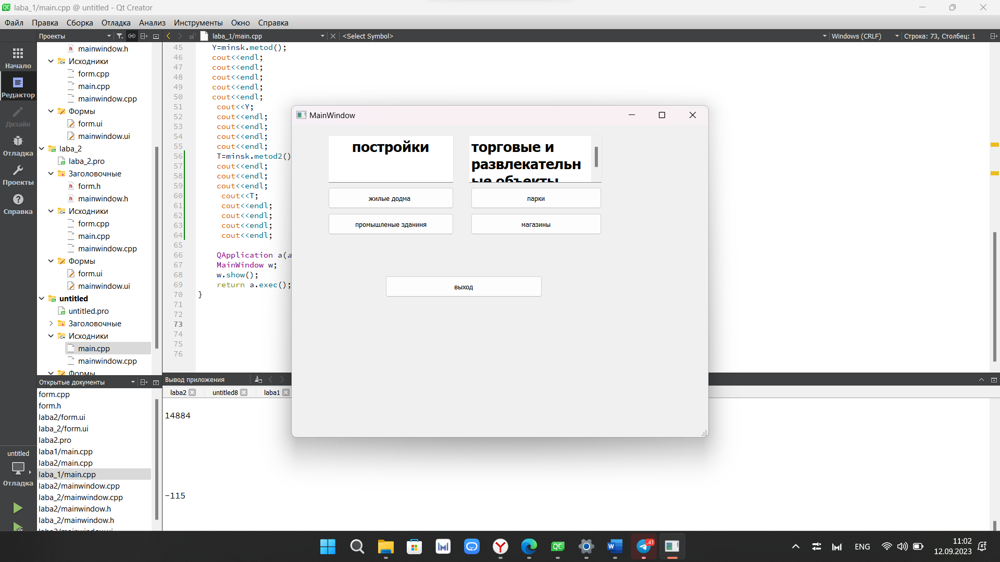 laba_1/main.cpp @ untitled - Qt Creator
Файл Правка Сборка Отладка Анализ Инструменты Окно Справка
Проекты
laba_1/main.cpp
<Select Symbol>
Windows (CRLF)
Строка: 73, Столбец: 1
Начало
Редактор
Дизайн
Отладка
Проекты
Справка
mainwindow.h
Исходники
form.cpp
main.cpp
mainwindow.cpp
Формы
form.ui
mainwindow.ui
laba_2
laba_2.pro
Заголовочные
form.h
mainwindow.h
Исходники
form.cpp
main.cpp
mainwindow.cpp
Формы
form.ui
mainwindow.ui
untitled
untitled.pro
Заголовочные
Исходники
main.cpp
mainwindow.cpp
Формы
45 Y=minsk.metod();
46 cout<<endl;
47 cout<<endl;
48 cout<<endl;
49 cout<<endl;
50 cout<<endl;
51 cout<<Y;
52 cout<<endl;
53 cout<<endl;
54 cout<<endl;
55 cout<<endl;
56 T=minsk.metod2()
57 cout<<endl;
58 cout<<endl;
59 cout<<endl;
60 cout<<T;
61 cout<<endl;
62 cout<<endl;
63 cout<<endl;
64 cout<<endl;
65
66 QApplication a(a
67 MainWindow w;
68 w.show();
69 return a.exec();
70 }
71
72
73
74
75
76
MainWindow
постройки
торговые и
развлекательн
ые объекты
жилые додма
парки
промышленые зданиня
магазины
выход
Открытые документы
form.cpp
form.h
laba2/form.ui
laba_2/form.ui
laba2.pro
laba1/main.cpp
laba2/main.cpp
laba_1/main.cpp
laba2/mainwindow.cpp
laba_2/mainwindow.cpp
laba2/mainwindow.h
laba_2/mainwindow.h
Вывод приложения
laba2
untitled8
laba1
14884
-115
untitled
Отладка
QC
W
41
ENG
11:02
12.09.2023